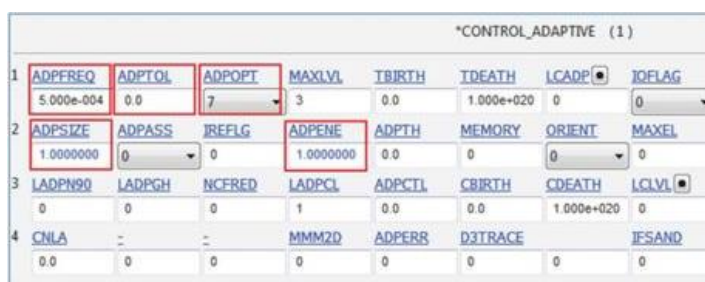 *CONTROL_ADAPTIVE (1)
1 ADPFREQ ADPTOL ADPOPT MAXLVL TBIRTH TDEATH LCADP IOFLAG
5.000e-004 0.0 7 3 0.0 1.000e+020 0 0
2 ADPSIZE ADPASS IREFLG ADPENE ADPTH MEMORY ORIENT MAXEL
1.0000000 0 0 1.0000000 0.0 0 0 0
3 LADPN90 LADPGH NCFRED LADPCL ADPCTL CBIRTH CDEATH LCLVL
0 0 0 1 0.0 0.0 1.000e+020 0
4 CNLA - - MMM2D ADPERR D3TRACE IFSAND
0.0 0 0 0 0 0 0 0